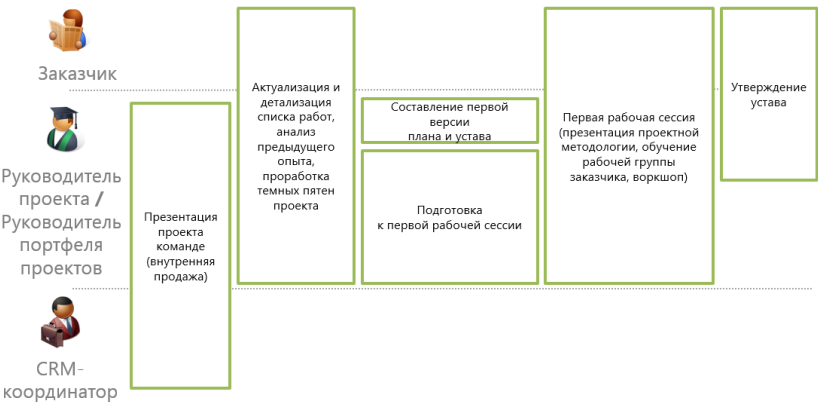 Заказчик
Руководитель
проекта /
Руководитель
портфеля
проектов
CRM-
координатор
Презентация
проекта
команде
(внутренняя
продажа)
Актуализация и
детализация
списка работ,
анализ
предыдущего
опыта,
проработка
темных пятен
проекта
Составление первой
версии
плана и устава
Подготовка
к первой рабочей сессии
Первая рабочая сессия
(презентация проектной
методологии, обучение
рабочей группы
заказчика, воркшоп)
Утверждение
устава